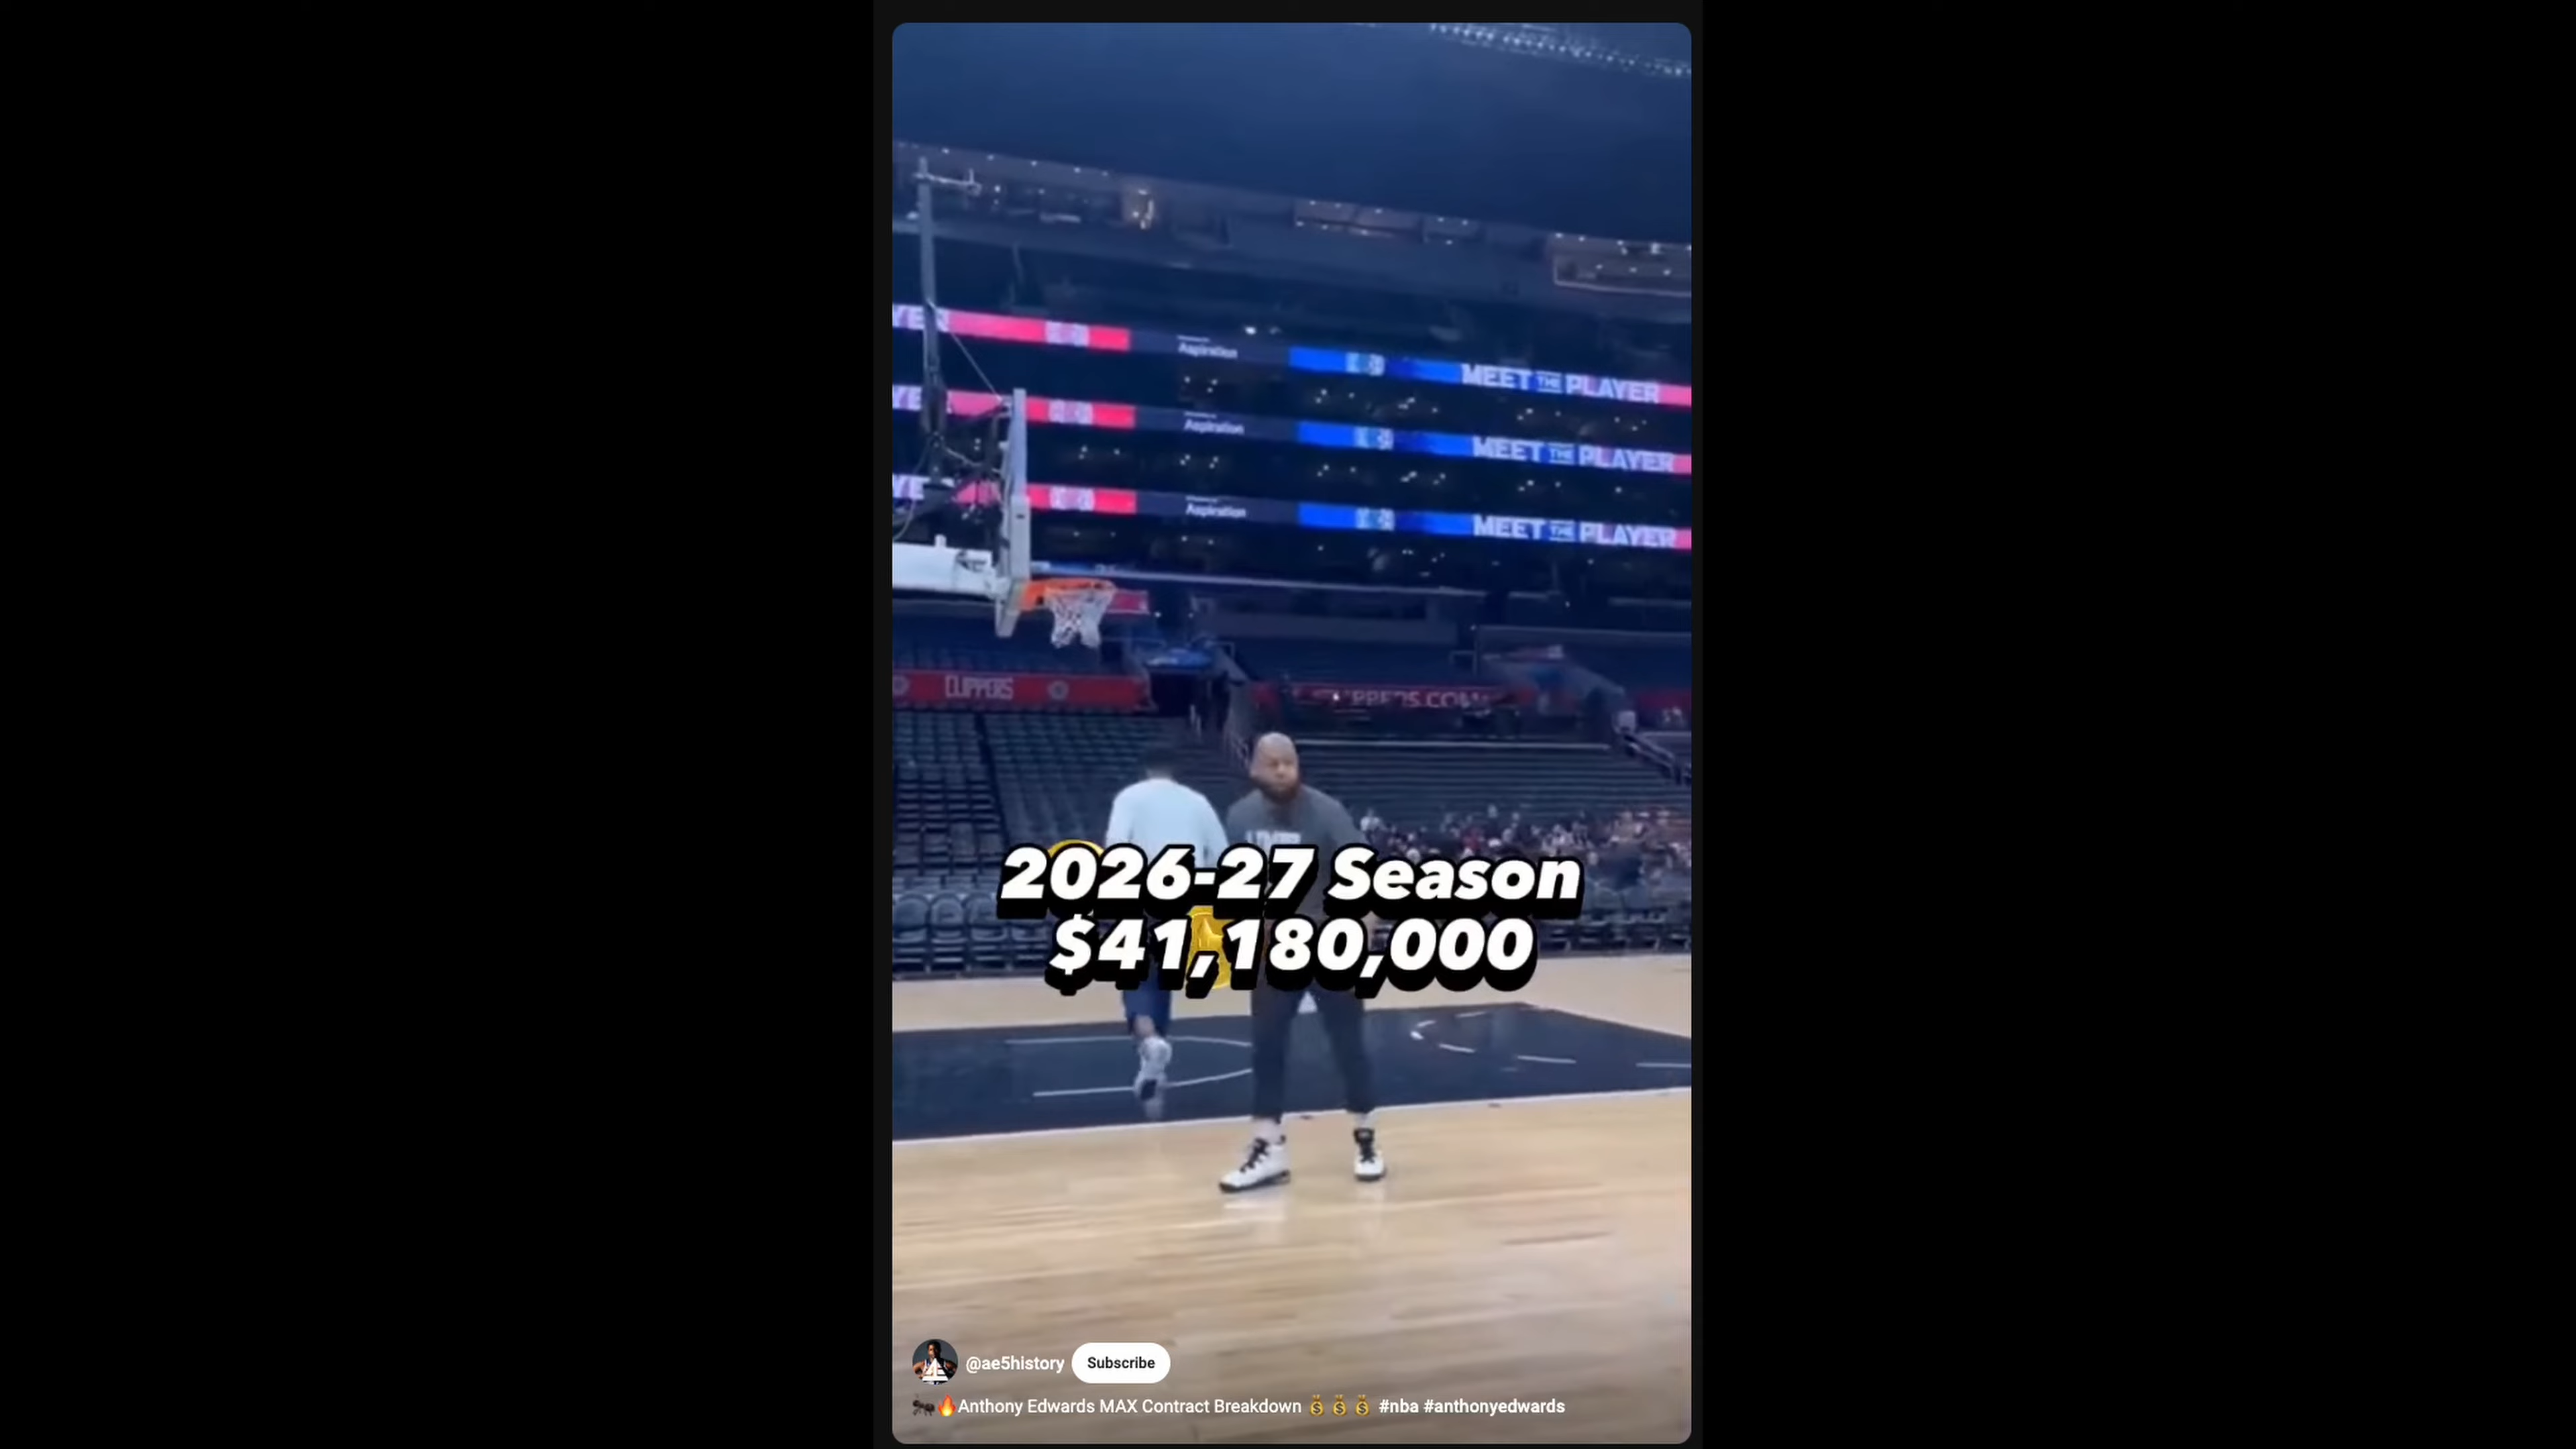 Aspiration
MEET THE PLAYER
Aspiration
MEET THE PLAYER
Aspiration
MEET THE PLAYER
CLIPPERS
2026-27 Season
$41,180,000
@ae5history
Subscribe
Anthony Edwards MAX Contract Breakdown #nba #anthonyedwards